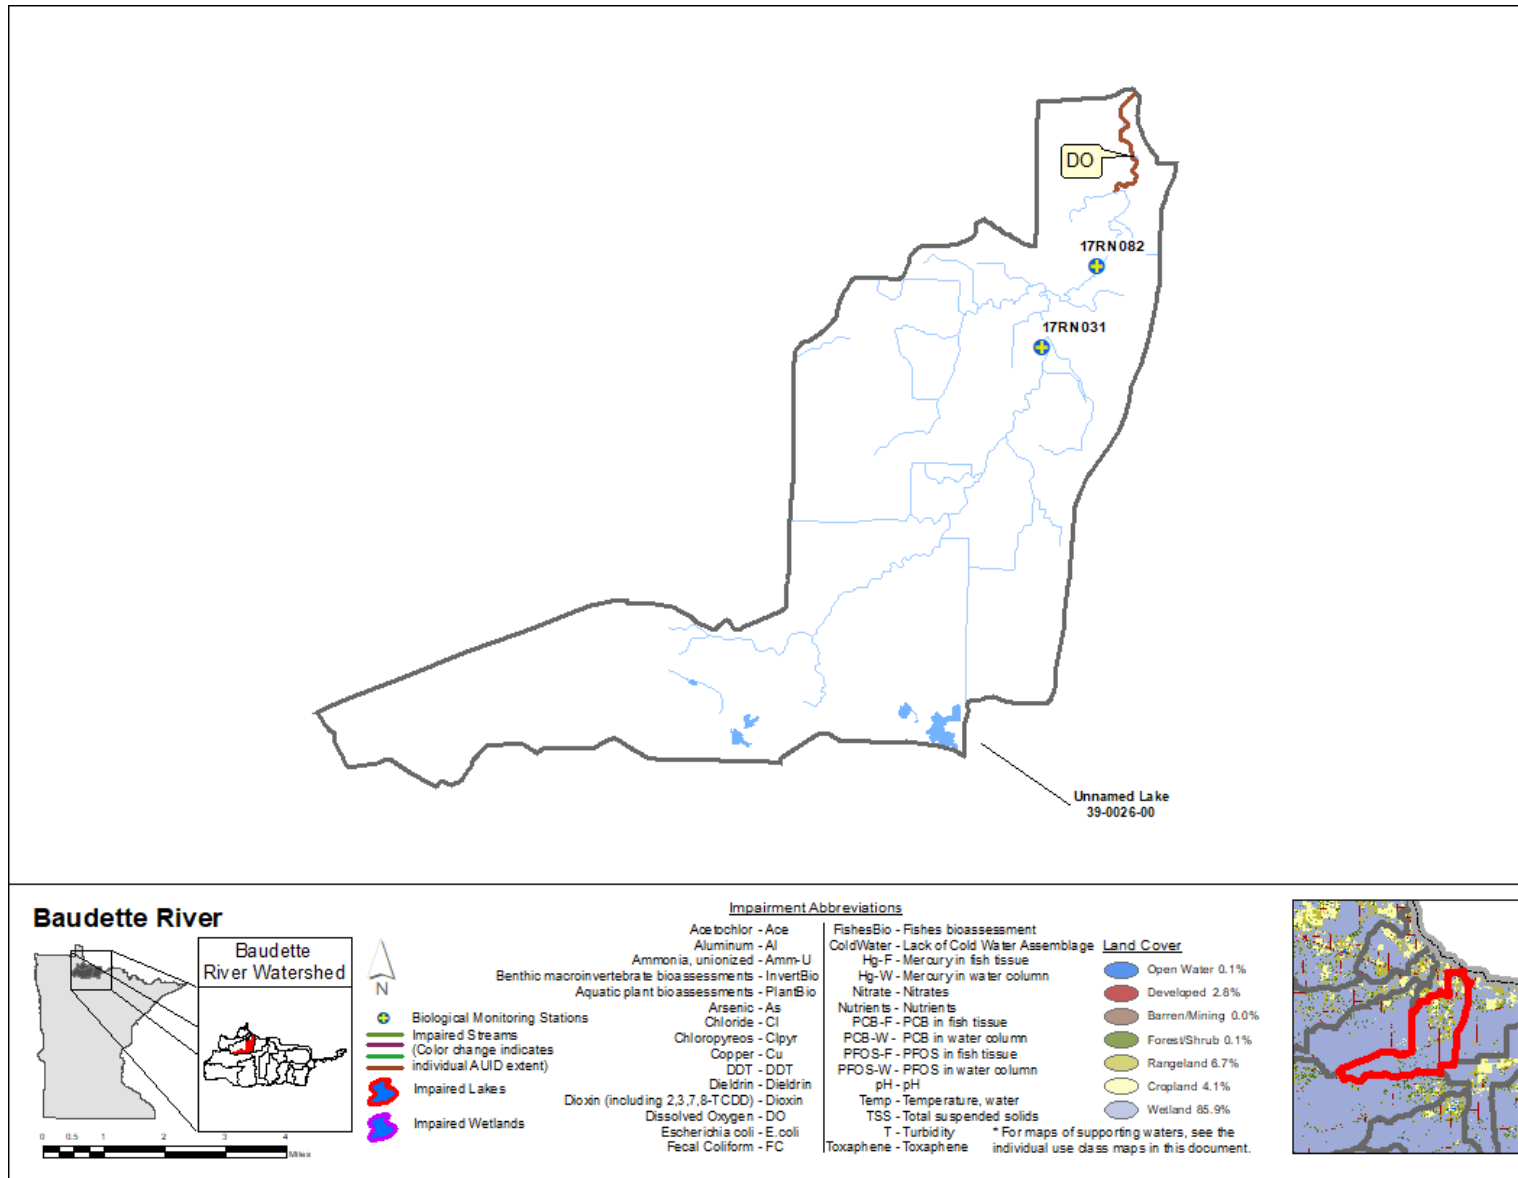 DO
17RN082
17RN031
Unnamed Lake
39-0026-00
Baudette River
Baudette
River Watershed
N
0 0.5 1 2 3 4
Miles
Biological Monitoring Stations
Impaired Streams
(Color change indicates
individual AUID extent)
Impaired Lakes
Impaired Wetlands
Impairment Abbreviations
Acetochlor - Ace
Aluminum - Al
Ammonia, unionized - Amm-U
Benthic macroinvertebrate bioassessments - InvertBio
Aquatic plant bioassessments - PlantBio
Arsenic - As
Chloride - Cl
Chloropyreos - Clpyr
Copper - Cu
DDT - DDT
Dieldrin - Dieldrin
Dioxin (including 2,3,7,8-TCDD) - Dioxin
Dissolved Oxygen - DO
Escherichia coli - E.coli
Fecal Coliform - FC
FishesBio - Fishes bioassessment
ColdWater - Lack of Cold Water Assemblage
Hg-F - Mercury in fish tissue
Hg-W - Mercury in water column
Nitrate - Nitrates
Nutrients - Nutrients
PCB-F - PCB in fish tissue
PCB-W - PCB in water column
PFOS-F - PFOS in fish tissue
PFOS-W - PFOS in water column
pH - pH
Temp - Temperature, water
TSS - Total suspended solids
T - Turbidity
Toxaphene - Toxaphene
* For maps of supporting waters, see the
individual use class maps in this document.
Land Cover
Open Water 0.1%
Developed 2.8%
Barren/Mining 0.0%
Forest/Shrub 0.1%
Rangeland 6.7%
Cropland 4.1%
Wetland 85.9%